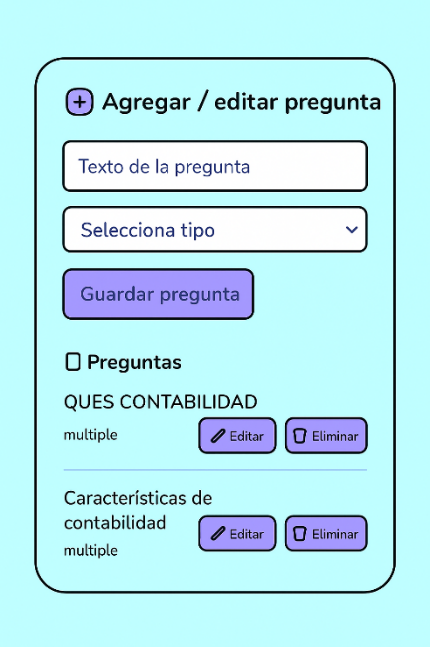 Agregar / editar pregunta
Texto de la pregunta
Selecciona tipo
Guardar pregunta
Preguntas
QUES CONTABILIDAD
multiple
Editar
Eliminar
Características de
contabilidad
multiple
Editar
Eliminar